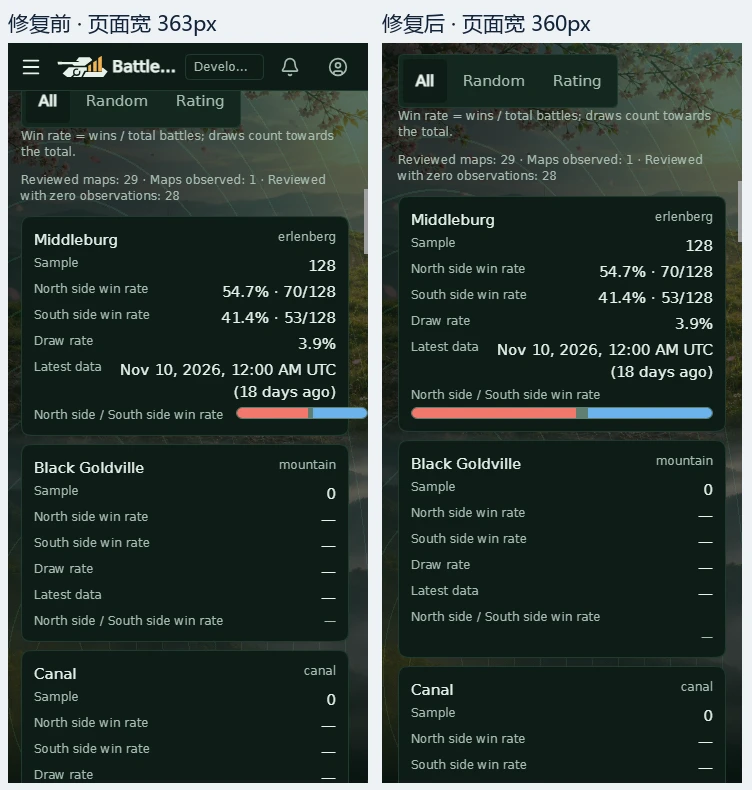 修复前 · 页面宽 363px
Battle...
Develo...
All
Random
Rating
Win rate = wins / total battles; draws count towards
the total.
Reviewed maps: 29 · Maps observed: 1 · Reviewed
with zero observations: 28
Middleburg
erlenberg
Sample
128
North side win rate
54.7% · 70/128
South side win rate
41.4% · 53/128
Draw rate
3.9%
Latest data
Nov 10, 2026, 12:00 AM UTC
(18 days ago)
North side / South side win rate
Black Goldville
mountain
Sample
0
North side win rate
—
South side win rate
—
Draw rate
—
Latest data
—
North side / South side win rate
—
Canal
canal
Sample
0
North side win rate
—
South side win rate
—
Draw rate
—
修复后 · 页面宽 360px
All
Random
Rating
Win rate = wins / total battles; draws count towards
the total.
Reviewed maps: 29 · Maps observed: 1 · Reviewed
with zero observations: 28
Middleburg
erlenberg
Sample
128
North side win rate
54.7% · 70/128
South side win rate
41.4% · 53/128
Draw rate
3.9%
Latest data
Nov 10, 2026, 12:00 AM UTC
(18 days ago)
North side / South side win rate
Black Goldville
mountain
Sample
0
North side win rate
—
South side win rate
—
Draw rate
—
Latest data
—
North side / South side win rate
—
Canal
canal
Sample
0
North side win rate
—
South side win rate
—